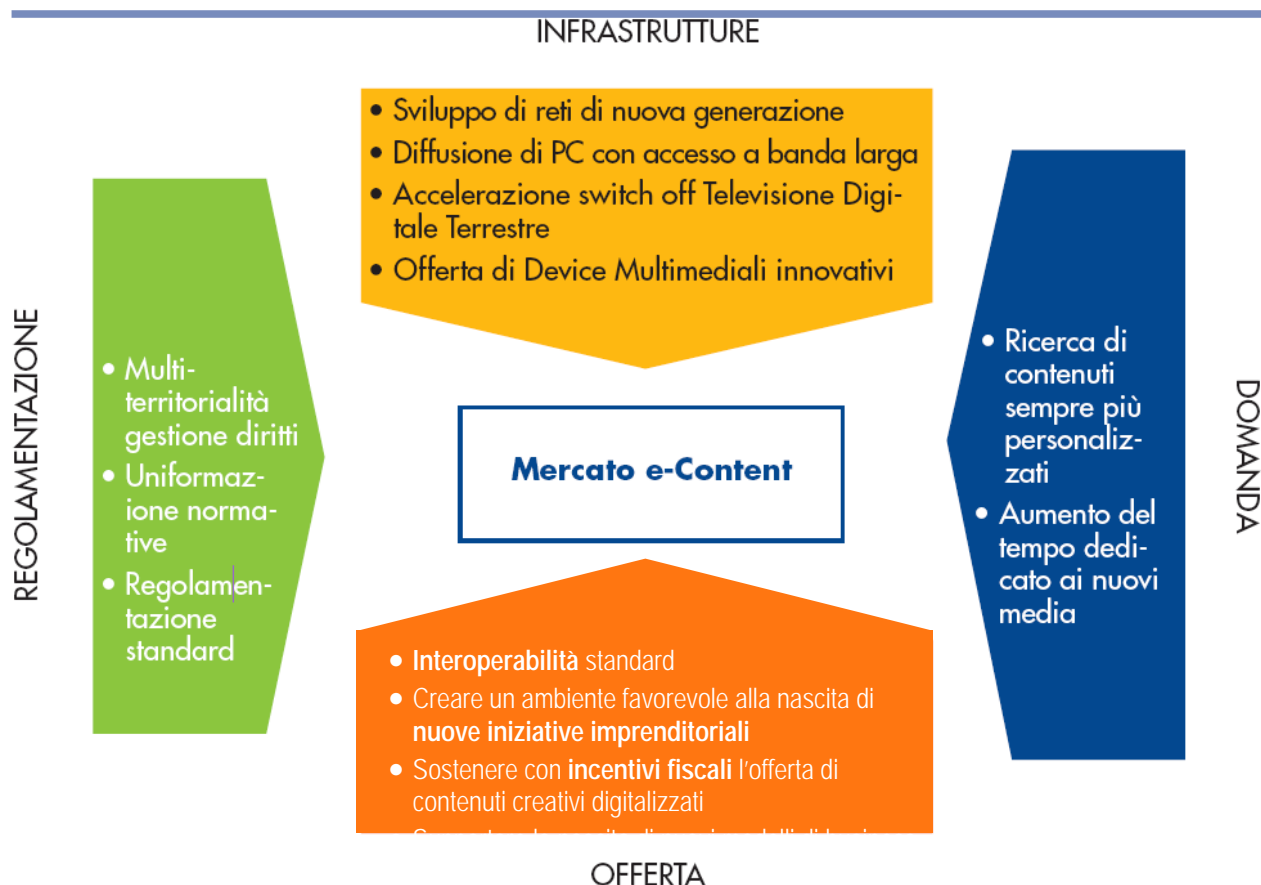 INFRASTRUTTURE
• Sviluppo di reti di nuova generazione
• Diffusione di PC con accesso a banda larga
• Accelerazione switch off Televisione Digi-
tale Terrestre
• Offerta di Device Multimediali innovativi
REGOLAMENTAZIONE
• Multi-
territorialità
gestione diritti
• Uniformaz-
ione norma-
tive
• Regolamen-
tazione
standard
Mercato e-Content
• Ricerca di
contenuti
sempre più
personaliz-
zati
• Aumento del
tempo dedi-
cato ai nuovi
media
DOMANDA
• Interoperabilità standard
• Creare un ambiente favorevole alla nascita di
nuove iniziative imprenditoriali
• Sostenere con incentivi fiscali l’offerta di
contenuti creativi digitalizzati
OFFERTA